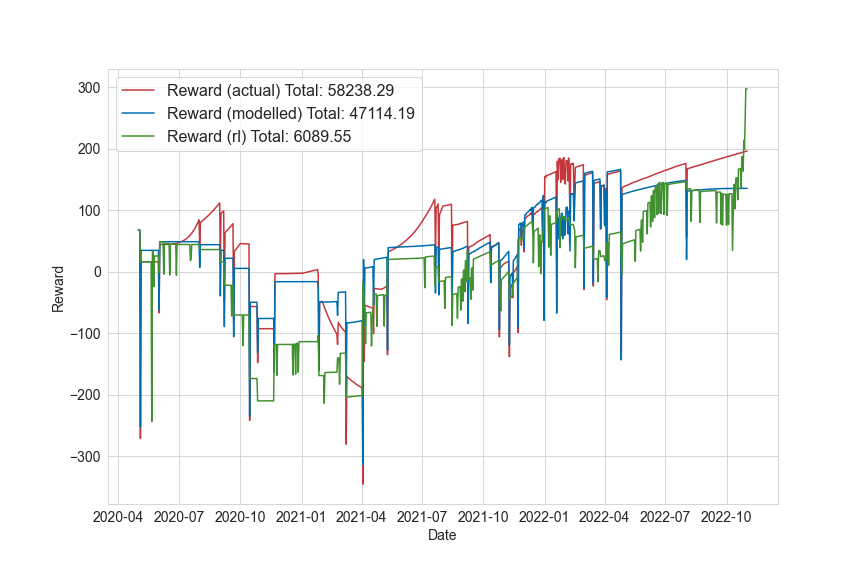 Reward (actual) Total: 58238.29
Reward (modelled) Total: 47114.19
Reward (rl) Total: 6089.55
300
200
100
0
−100
−200
−300
Reward
2020-04 2020-07 2020-10 2021-01 2021-04 2021-07 2021-10 2022-01 2022-04 2022-07 2022-10
Date